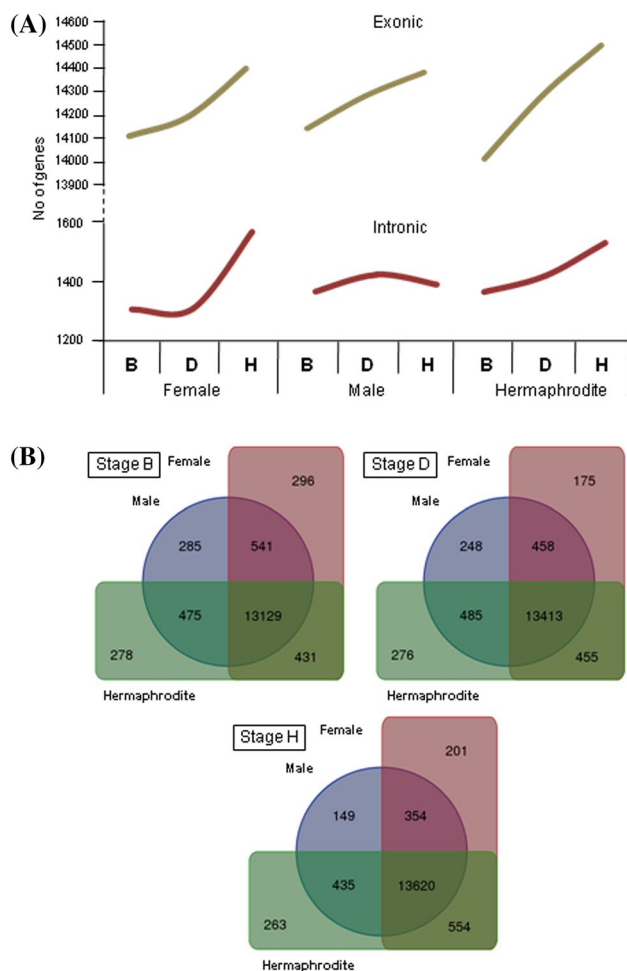 (A)
Exonic
14600
14500
14400
14300
14200
14100
14000
13900
No ofgenes
Intronic
1600
1400
1200
B D H B D H B D H
Female Male Hermaphrodite
(B)
Stage B Female
Male
296
285 541
475 13129
278 431
Hermaphrodite
Stage D Female
Male
175
248 458
485 13413
276 455
Hermaphrodite
Stage H Female
Male
201
149 354
435 13620
263 554
Hermaphrodite